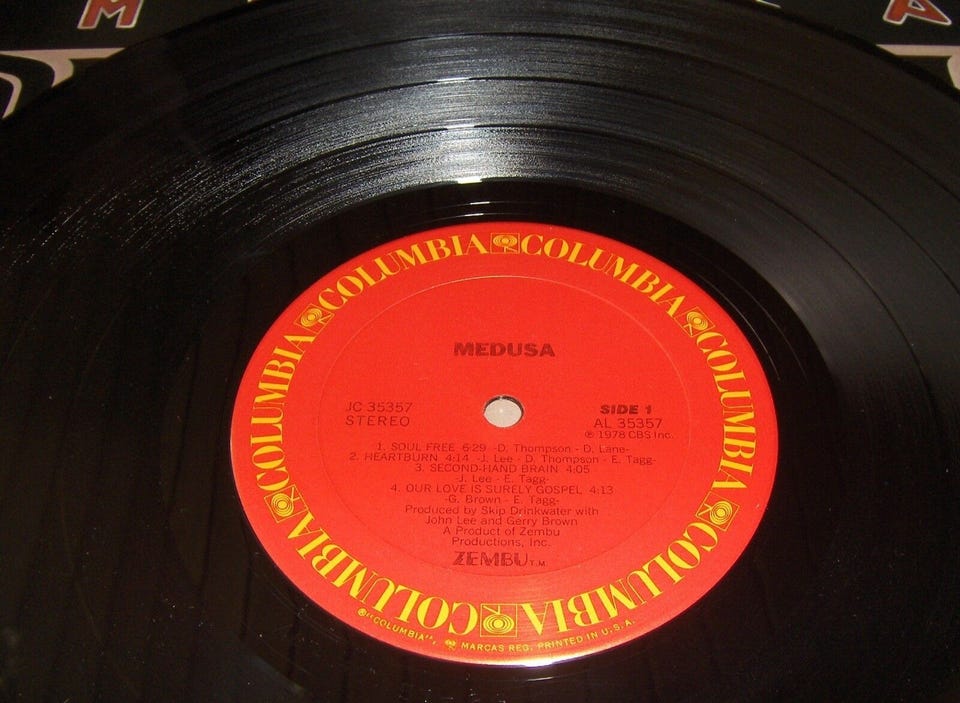 M A
COLUMBIA COLUMBIA COLUMBIA COLUMBIA COLUMBIA COLUMBIA COLUMBIA COLUMBIA
MEDUSA
JC 35357
STEREO
SIDE 1
AL 35357
℗ 1978 CBS Inc.
1. SOUL FREE 6:29 -D. Thompson - D. Lane-
2. HEARTBURN 4:14 -J. Lee - D. Thompson - E. Tagg-
3. SECOND-HAND BRAIN 4:05
-J. Lee - E. Tagg-
4. OUR LOVE IS SURELY GOSPEL 4:13
-G. Brown - E. Tagg-
Produced by Skip Drinkwater with
John Lee and Gerry Brown
A Product of Zembu
Productions, Inc.
ZEMBU T.M.
®"COLUMBIA", MARCAS REG. PRINTED IN U.S.A.